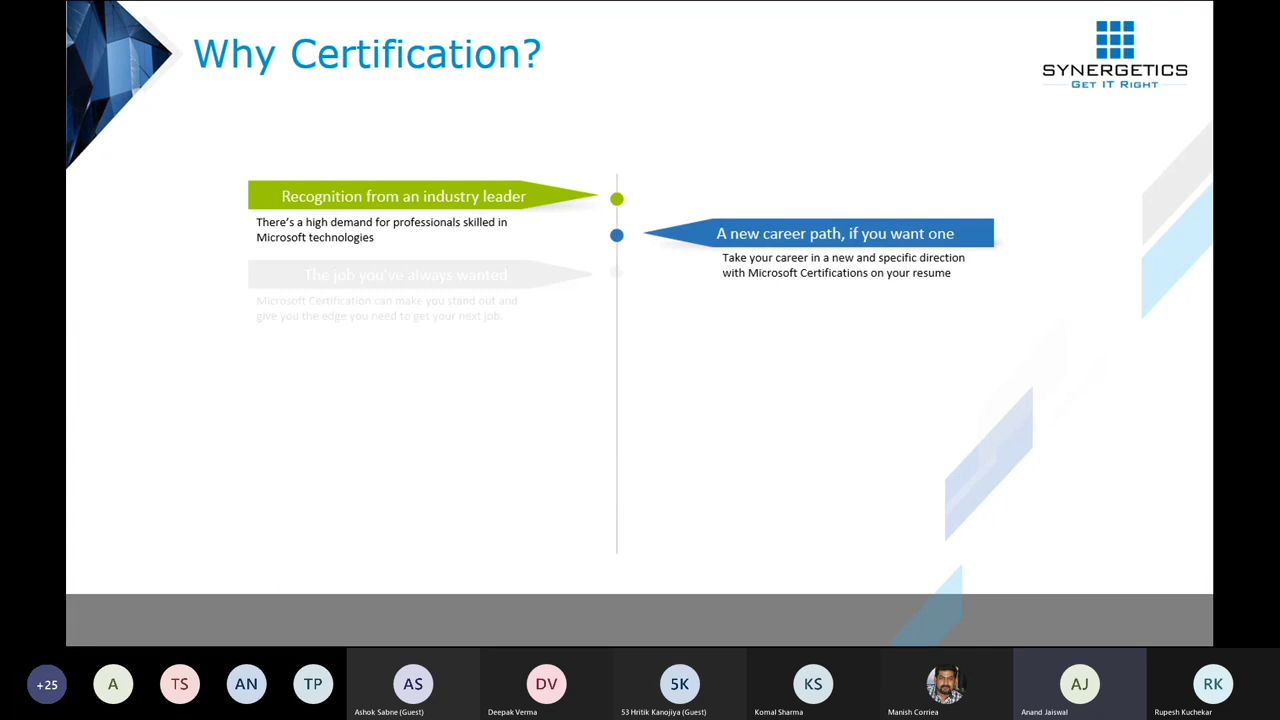 Why Certification?
SYNERGETICS
GET IT RIGHT
Recognition from an industry leader
There's a high demand for professionals skilled in
Microsoft technologies
A new career path, if you want one
Take your career in a new and specific direction
with Microsoft Certifications on your resume
The job you've always wanted
Microsoft Certification can make you stand out and
give you the edge you need to get your next job.
+25
A
TS
AN
TP
AS
DV
5K
KS
AJ
RK
Ashok Sabne (Guest)
Deepak Verma
53 Hritik Kanojiya (Guest)
Komal Sharma
Manish Corriea
Anand Jaiswal
Rupesh Kuchekar